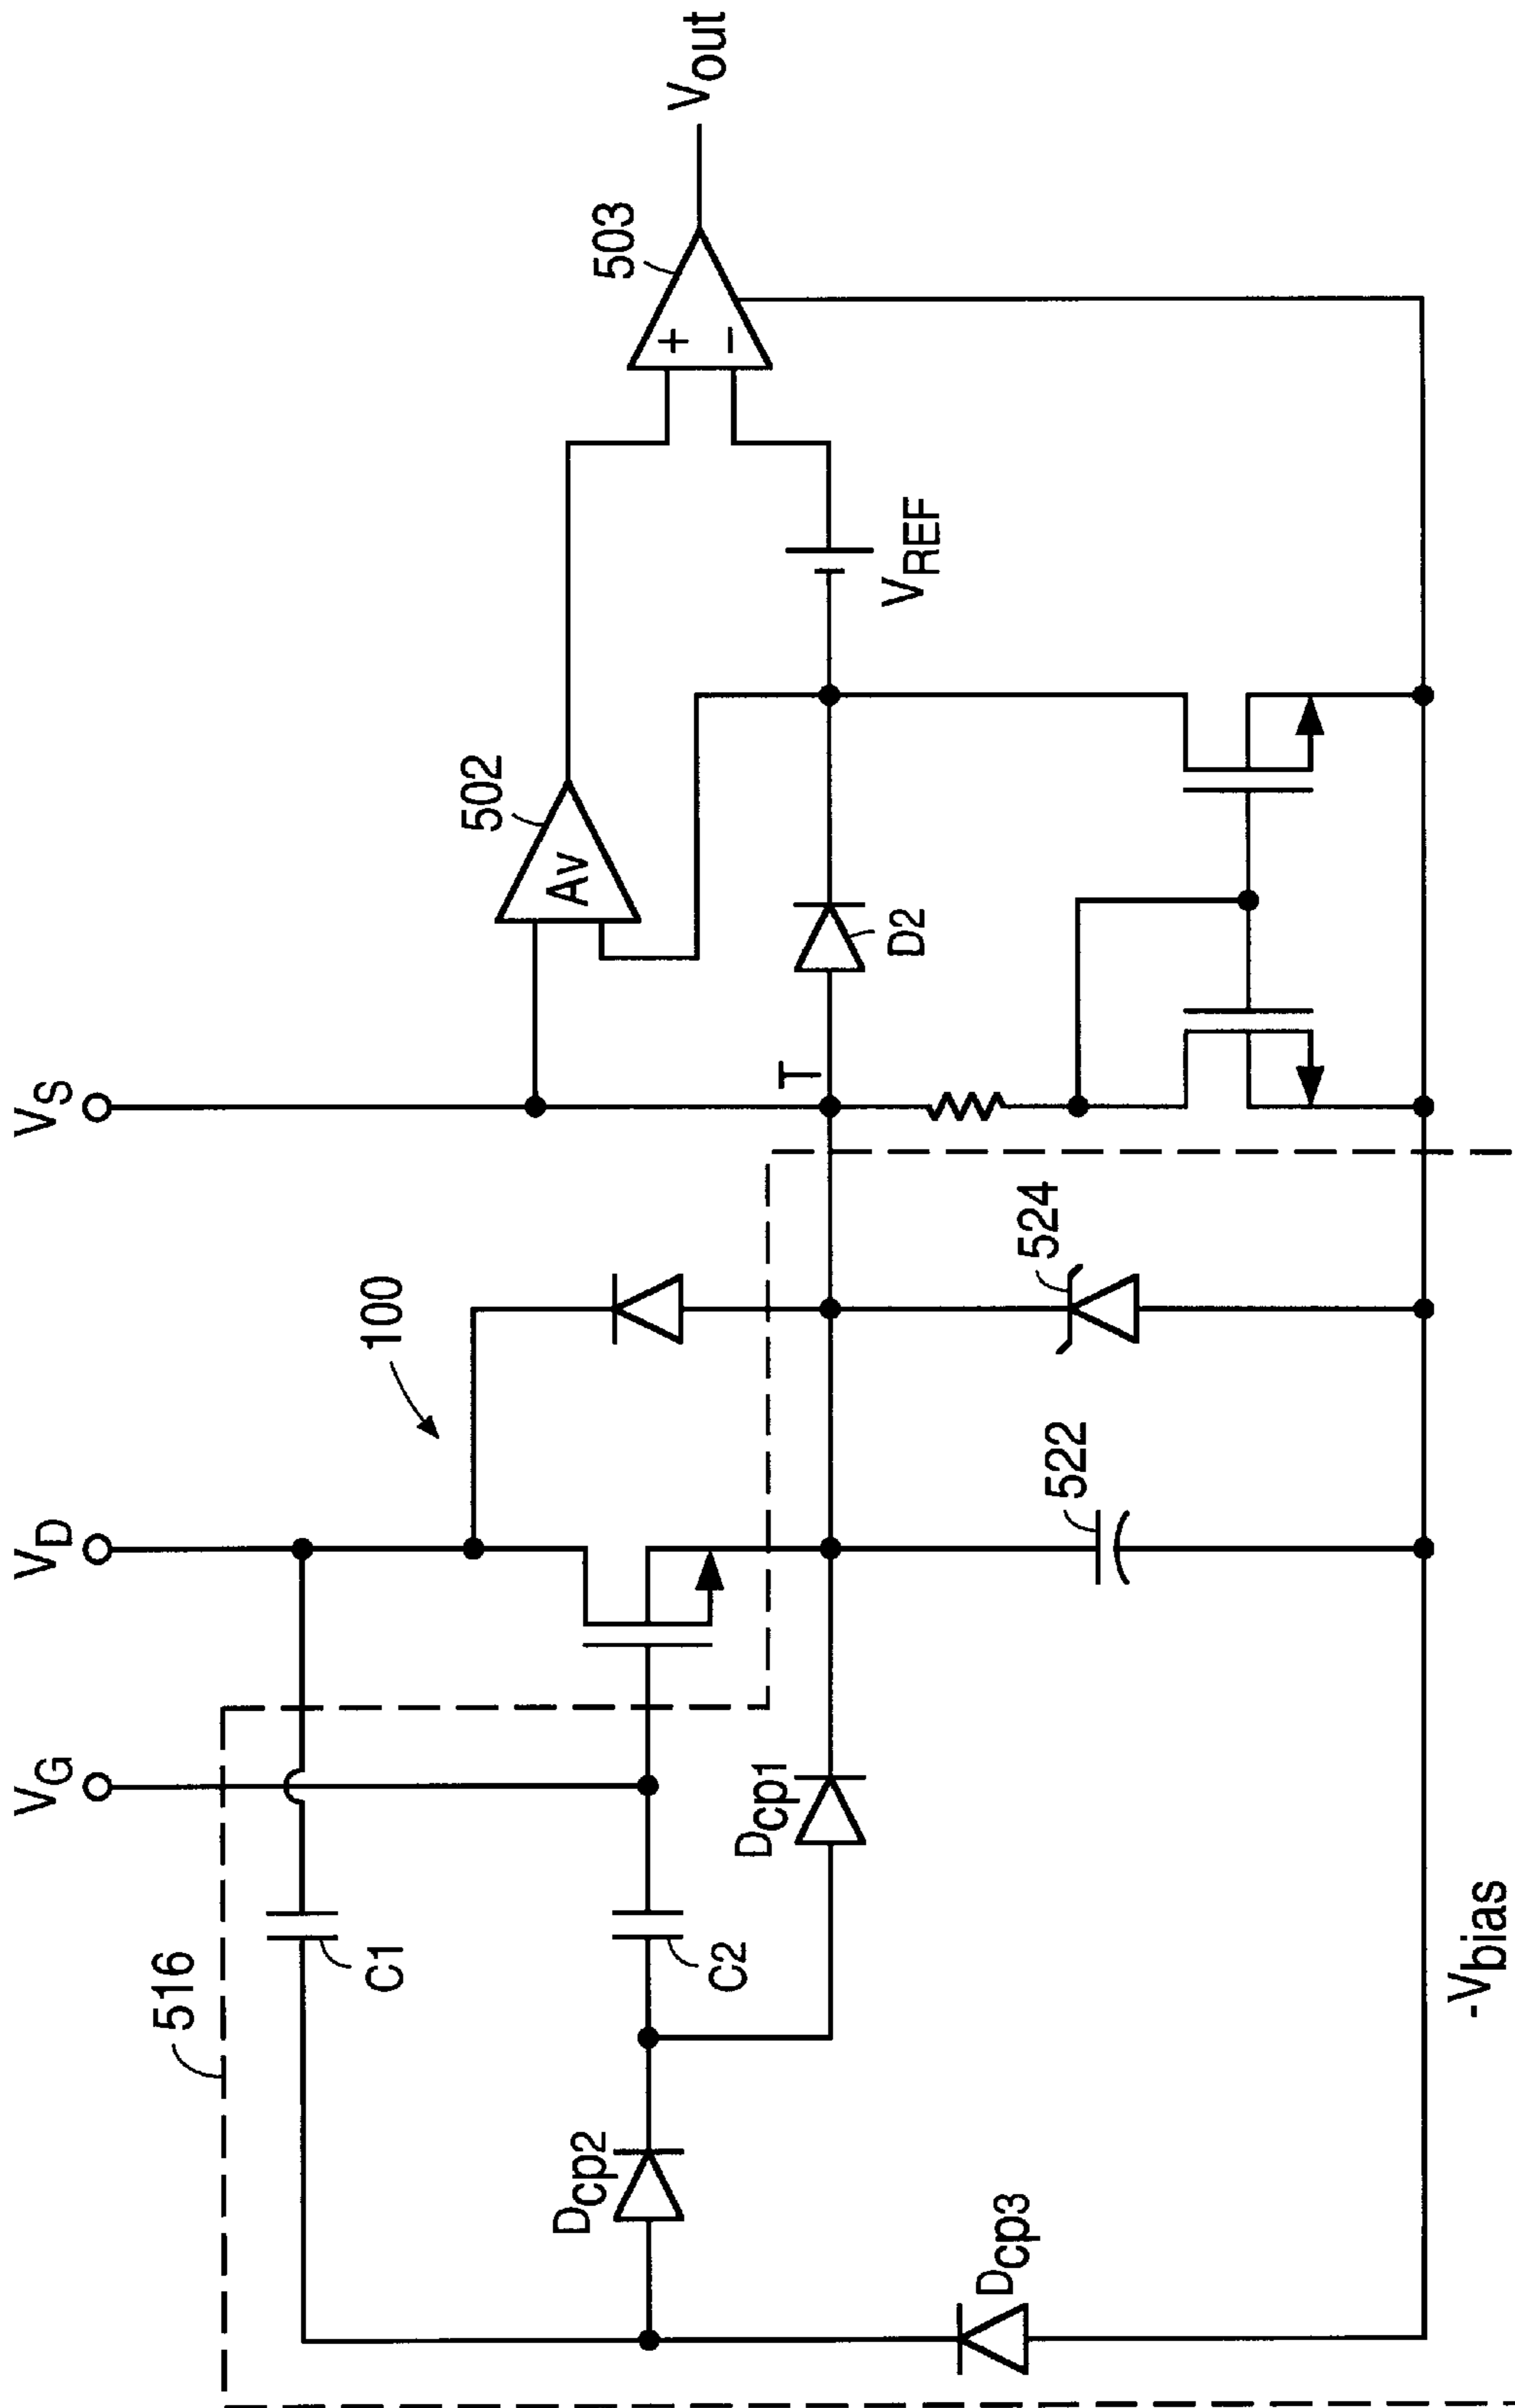 516
VG
VD
100
VS
502
Av
503
+
−
Vout
C1
C2
Dcp2
Dcp1
T
D2
VREF
522
524
Dcp3
-Vbias